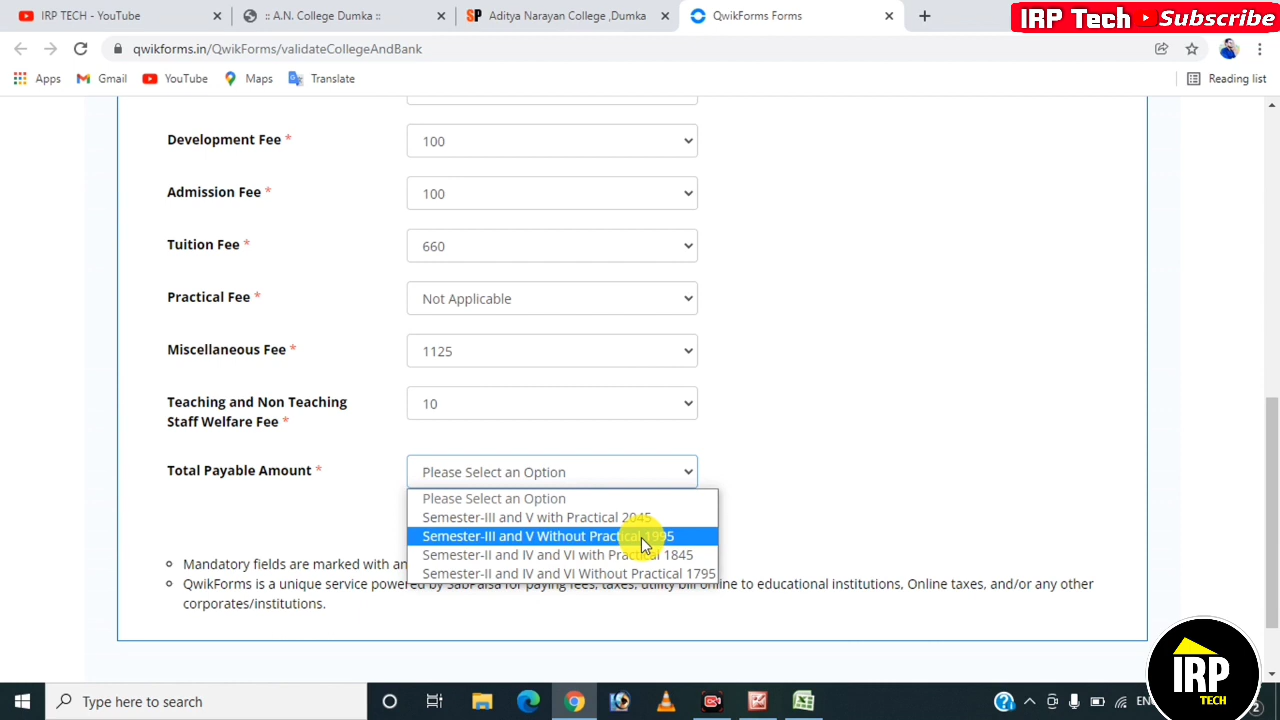 IRP TECH - YouTube
:: A.N. College Dumka ::
Aditya Narayan College ,Dumka
QwikForms Forms
IRP Tech Subscribe
qwikforms.in/QwikForms/validateCollegeAndBank
Apps
Gmail
YouTube
Maps
Translate
Reading list
Development Fee *
100
Admission Fee *
100
Tuition Fee *
660
Practical Fee *
Not Applicable
Miscellaneous Fee *
1125
Teaching and Non Teaching
Staff Welfare Fee *
10
Total Payable Amount *
Please Select an Option
Please Select an Option
Semester-III and V with Practical 2045
Semester-III and V Without Practical 1995
Semester-II and IV and VI with Practical 1845
Semester-II and IV and VI Without Practical 1795
Mandatory fields are marked with an
QwikForms is a unique service powered by SabPaisa for paying fees, taxes, utility bill online to educational institutions, Online taxes, and/or any other
corporates/institutions.
IRP
TECH
Type here to search
2